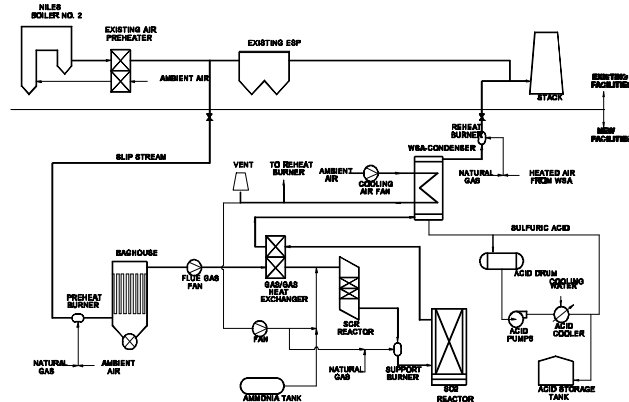 NILES
BOILER NO. 2
EXISTING AIR
PREHEATER
AMBIENT AIR
EXISTING ESP
STACK
EXISTING
FACILITIES
NEW
FACILITIES
SLIP STREAM
VENT
TO REHEAT
BURNER
AMBIENT
AIR
COOLING
AIR FAN
WSA-CONDENSER
REHEAT
BURNER
NATURAL
GAS
HEATED AIR
FROM WSA
SULFURIC ACID
BAGHOUSE
PREHEAT
BURNER
NATURAL
GAS
AMBIENT
AIR
FLUE GAS
FAN
GAS/GAS
HEAT
EXCHANGER
SCR
REACTOR
FAN
AMMONIA TANK
NATURAL
GAS
SUPPORT
BURNER
SO2
REACTOR
ACID DRUM
COOLING
WATER
ACID
PUMPS
ACID
COOLER
ACID STORAGE
TANK